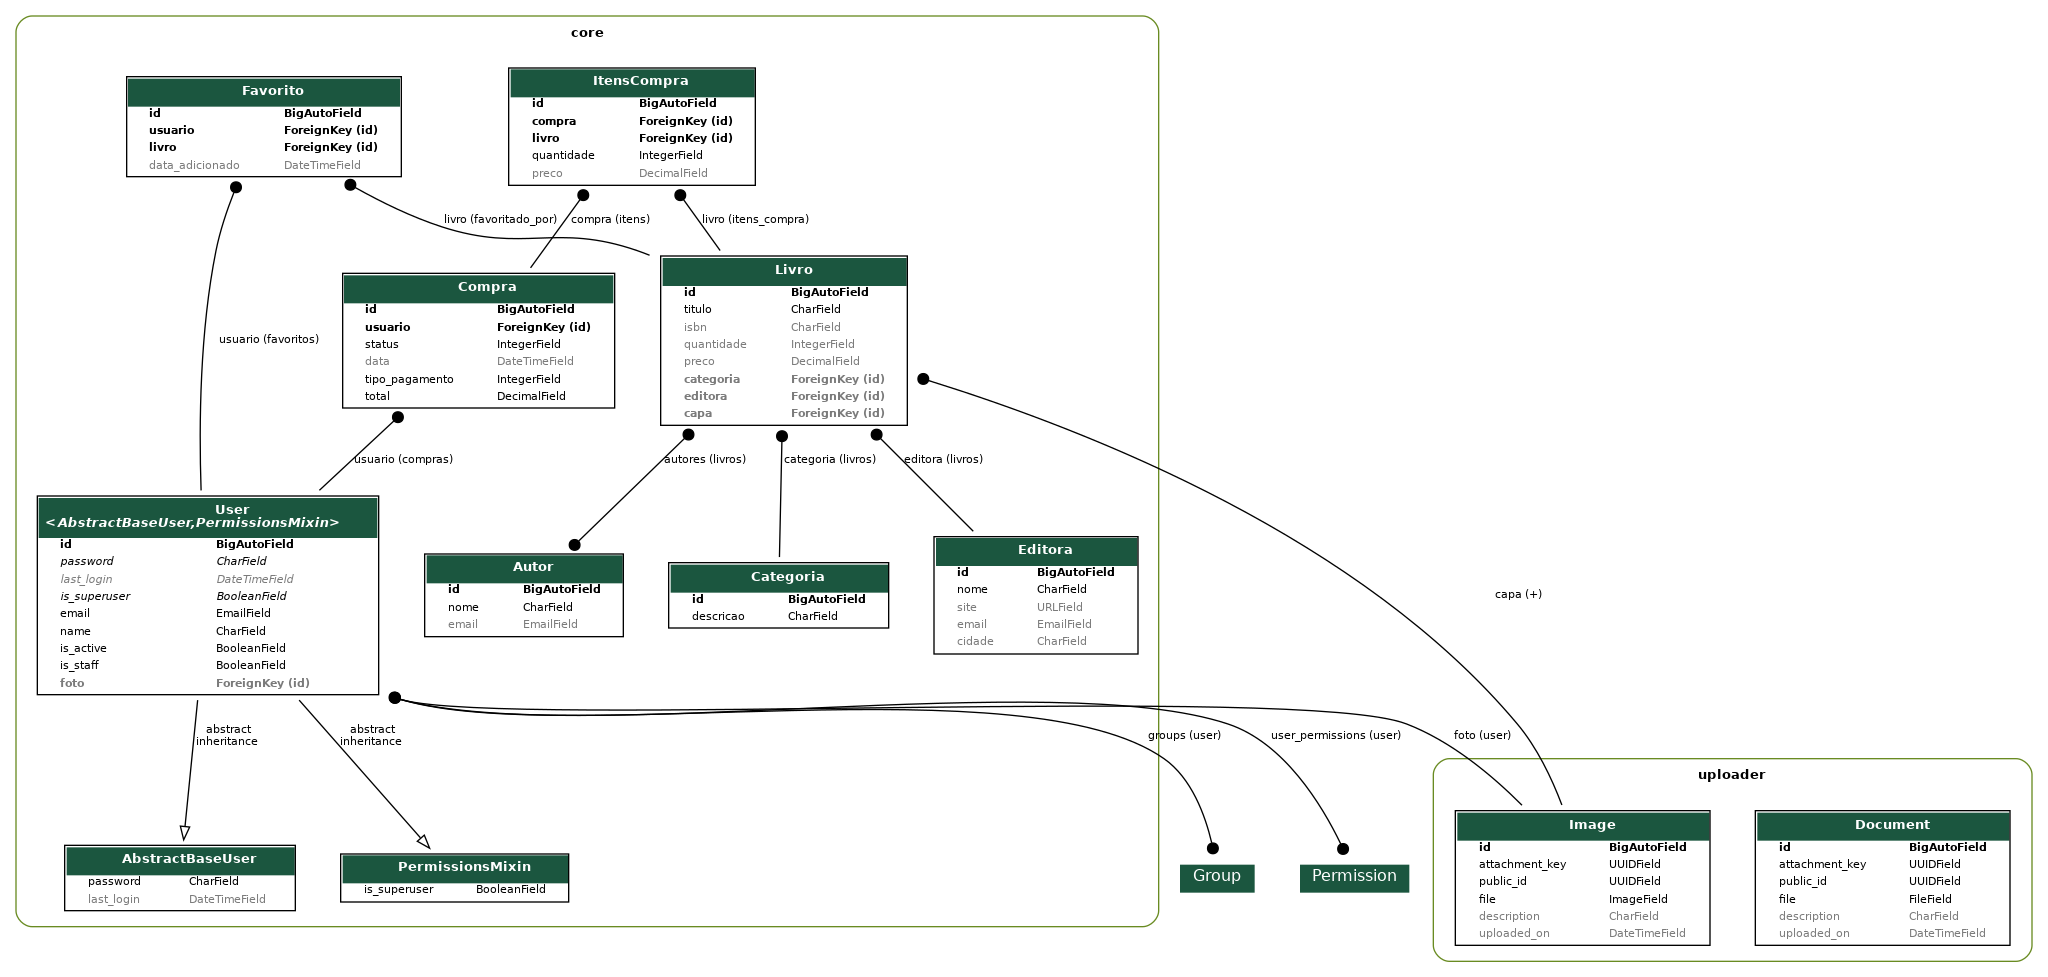 core
Favorito
id BigAutoField
usuario ForeignKey (id)
livro ForeignKey (id)
data_adicionado DateTimeField
ItensCompra
id BigAutoField
compra ForeignKey (id)
livro ForeignKey (id)
quantidade IntegerField
preco DecimalField
livro (favoritado_por)
compra (itens)
livro (itens_compra)
usuario (favoritos)
Compra
id BigAutoField
usuario ForeignKey (id)
status IntegerField
data DateTimeField
tipo_pagamento IntegerField
total DecimalField
Livro
id BigAutoField
titulo CharField
isbn CharField
quantidade IntegerField
preco DecimalField
categoria ForeignKey (id)
editora ForeignKey (id)
capa ForeignKey (id)
usuario (compras)
autores (livros)
categoria (livros)
editora (livros)
User
<AbstractBaseUser,PermissionsMixin>
id BigAutoField
password CharField
last_login DateTimeField
is_superuser BooleanField
email EmailField
name CharField
is_active BooleanField
is_staff BooleanField
foto ForeignKey (id)
Autor
id BigAutoField
nome CharField
email EmailField
Categoria
id BigAutoField
descricao CharField
Editora
id BigAutoField
nome CharField
site URLField
email EmailField
cidade CharField
capa (+)
abstract
inheritance
abstract
inheritance
groups (user)
user_permissions (user)
foto (user)
AbstractBaseUser
password CharField
last_login DateTimeField
PermissionsMixin
is_superuser BooleanField
Group
Permission
uploader
Image
id BigAutoField
attachment_key UUIDField
public_id UUIDField
file ImageField
description CharField
uploaded_on DateTimeField
Document
id BigAutoField
attachment_key UUIDField
public_id UUIDField
file FileField
description CharField
uploaded_on DateTimeField